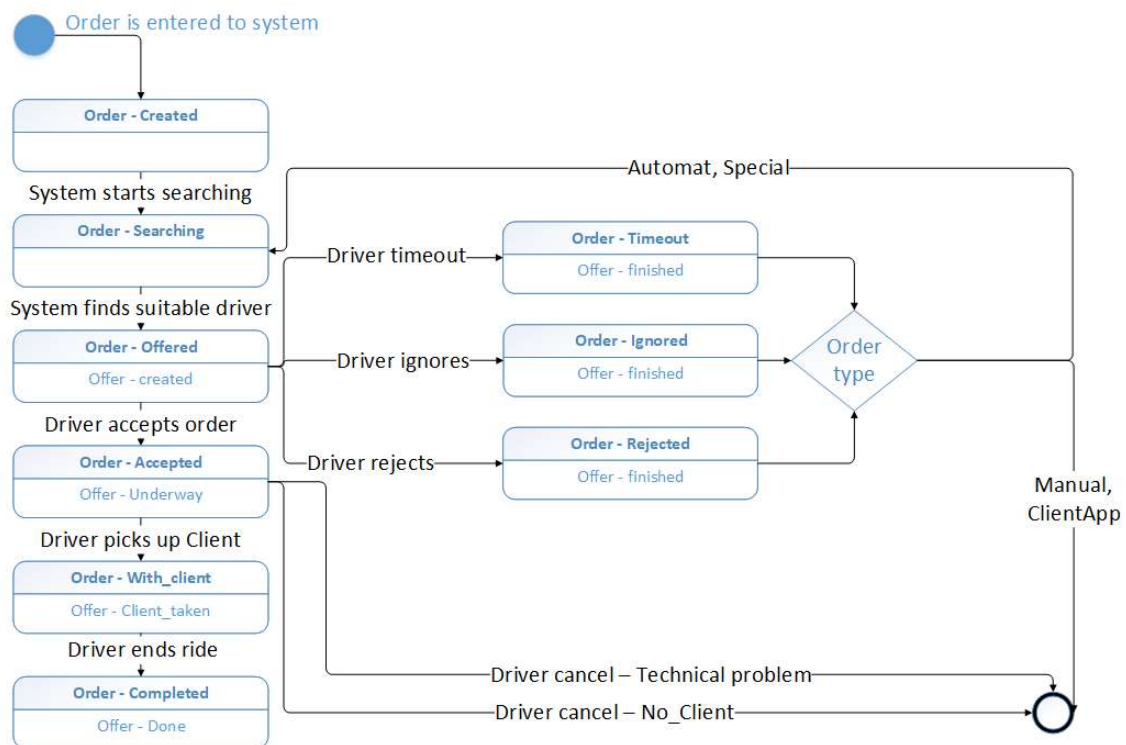 Order is entered to system
Order - Created
System starts searching
Automat, Special
Order - Searching
Driver timeout
Order - Timeout
Offer - finished
System finds suitable driver
Order - Offered
Offer - created
Driver ignores
Order - Ignored
Offer - finished
Order
type
Driver accepts order
Order - Accepted
Offer - Underway
Driver rejects
Order - Rejected
Offer - finished
Manual,
ClientApp
Driver picks up Client
Order - With_client
Offer - Client_taken
Driver ends ride
Order - Completed
Offer - Done
Driver cancel – Technical problem
Driver cancel – No_Client